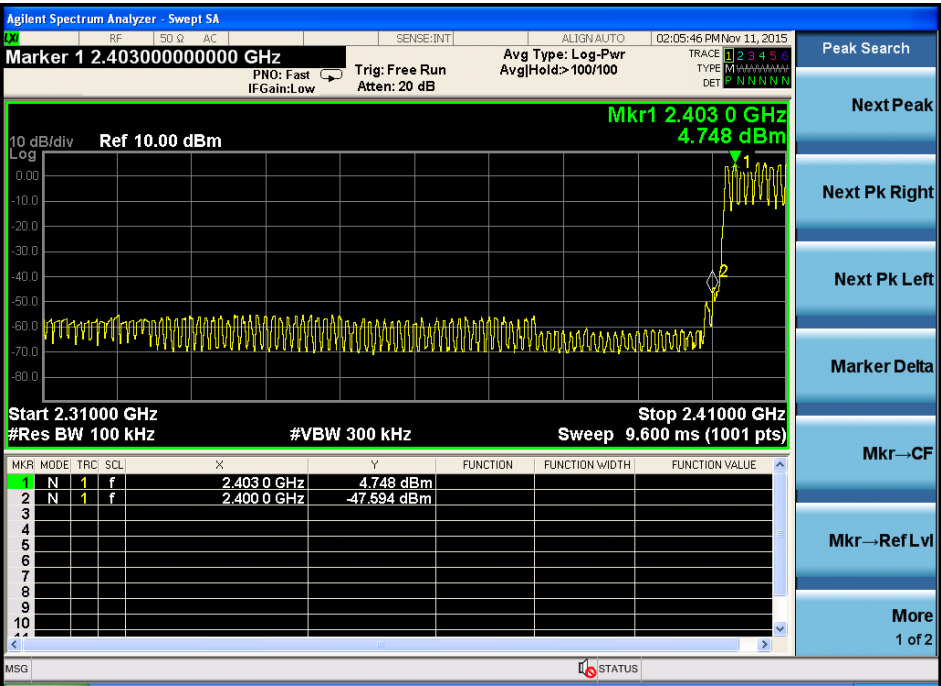 Agilent Spectrum Analyzer - Swept SA
LXI RF 50 Ω AC SENSE:INT ALIGN AUTO 02:05:46 PM Nov 11, 2015
Marker 1 2.403000000000 GHz
PNO: Fast
IFGain:Low
Trig: Free Run
Atten: 20 dB
Avg Type: Log-Pwr
Avg|Hold:>100/100
TRACE 1 2 3 4 5 6
TYPE M
DET P N N N N N
Peak Search
Next Peak
Next Pk Right
Next Pk Left
Marker Delta
Mkr→CF
Mkr→Ref Lvl
More
1 of 2
Mkr1 2.403 0 GHz
4.748 dBm
10 dB/div Ref 10.00 dBm
Log
1
0.00
-10.0
-20.0
-30.0
2
-40.0
-50.0
-60.0
-70.0
-80.0
Start 2.31000 GHz Stop 2.41000 GHz
#Res BW 100 kHz #VBW 300 kHz Sweep 9.600 ms (1001 pts)
MKR MODE TRC SCL X Y FUNCTION FUNCTION WIDTH FUNCTION VALUE
1 N 1 f 2.403 0 GHz 4.748 dBm
2 N 1 f 2.400 0 GHz -47.594 dBm
3
4
5
6
7
8
9
10
11
MSG STATUS